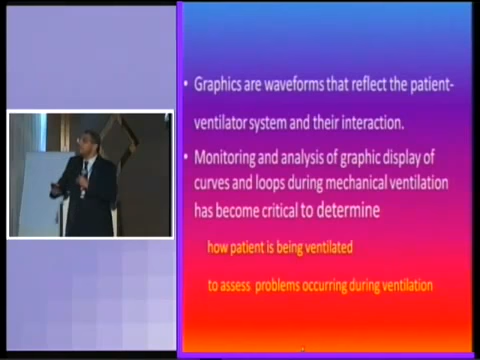 • Graphics are waveforms that reflect the patient-
ventilator system and their interaction.
• Monitoring and analysis of graphic display of
curves and loops during mechanical ventilation
has become critical to determine
how patient is being ventilated
to assess problems occurring during ventilation